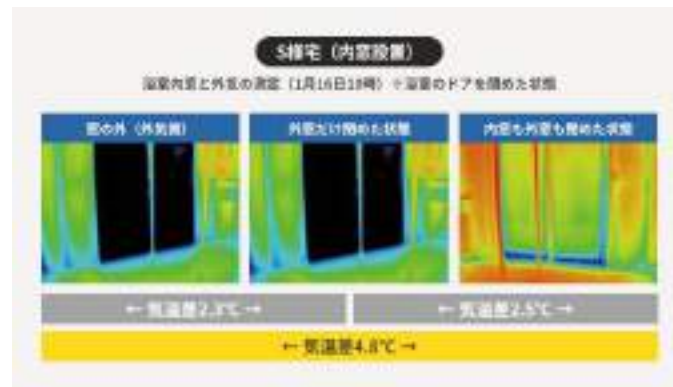 S様宅（内窓設置）
浴室内窓と外気の測定（1月16日19時）※浴室のドアを閉めた状態
窓の外（外気側）
外窓だけ閉めた状態
内窓も外窓も閉めた状態
← 気温差2.3℃ →
← 気温差2.5℃ →
← 気温差4.8℃ →